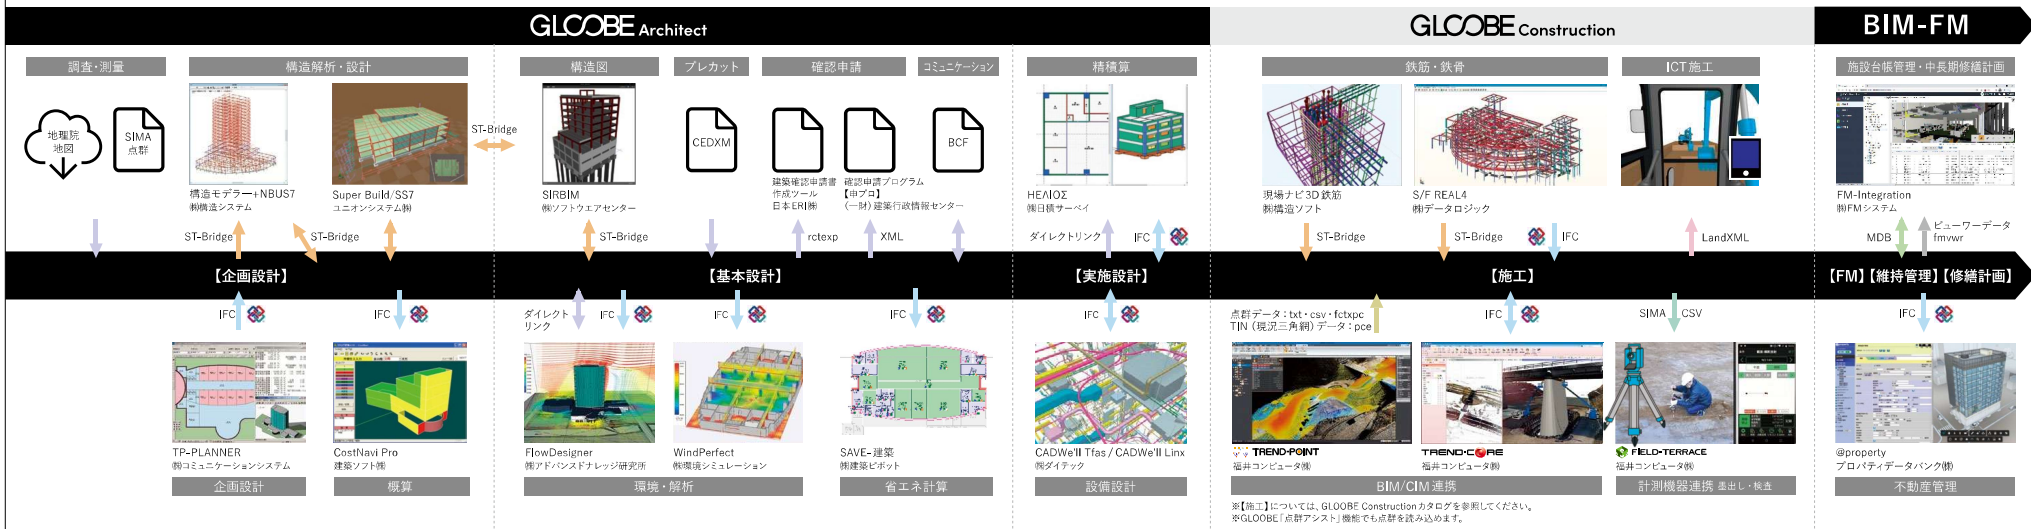 GLOOBE Architect
GLOOBE Construction
BIM-FM
調査・測量
構造解析・設計
構造図
プレカット
確認申請
コミュニケーション
精積算
鉄筋・鉄骨
ICT施工
施設台帳管理・中長期修繕計画
地理院
地図
SIMA
点群
構造モデラー+NBUS7
㈱構造システム
Super Build/SS7
ユニオンシステム㈱
ST-Bridge
SIRBIM
㈱ソフトウエアセンター
CEDXM
建築確認申請書
作成ツール
日本ERI㈱
確認申請プログラム
【申プロ】
(一財)建築行政情報センター
BCF
HEΛIOΣ
㈱日積サーベイ
現場ナビ3D鉄筋
㈱構造ソフト
S/F REAL4
㈱データロジック
FM-Integration
㈱FMシステム
ST-Bridge
ST-Bridge
ST-Bridge
rctexp
XML
ダイレクトリンク
IFC
ST-Bridge
ST-Bridge
IFC
LandXML
MDB
ビューワーデータ
fmvwr
【企画設計】
【基本設計】
【実施設計】
【施工】
【FM】【維持管理】【修繕計画】
IFC
IFC
ダイレクト
リンク
IFC
IFC
IFC
IFC
点群データ:txt・csv・fctxpc
TIN(現況三角網)データ:pce
IFC
SIMA
CSV
IFC
TP-PLANNER
㈱コミュニケーションシステム
企画設計
CostNavi Pro
建築ソフト㈱
概算
FlowDesigner
㈱アドバンスドナレッジ研究所
WindPerfect
㈱環境シミュレーション
環境・解析
SAVE-建築
㈱建築ピボット
省エネ計算
CADWe'll Tfas / CADWe'll Linx
㈱ダイテック
設備設計
TREND-POINT
福井コンピュータ㈱
TREND-CORE
福井コンピュータ㈱
BIM/CIM 連携
FIELD-TERRACE
福井コンピュータ㈱
計測機器連携 墨出し・検査
@property
プロパティデータバンク㈱
不動産管理
※【施工】については、GLOOBE Constructionカタログを参照してください。
※GLOOBE「点群アシスト」機能でも点群を読み込めます。